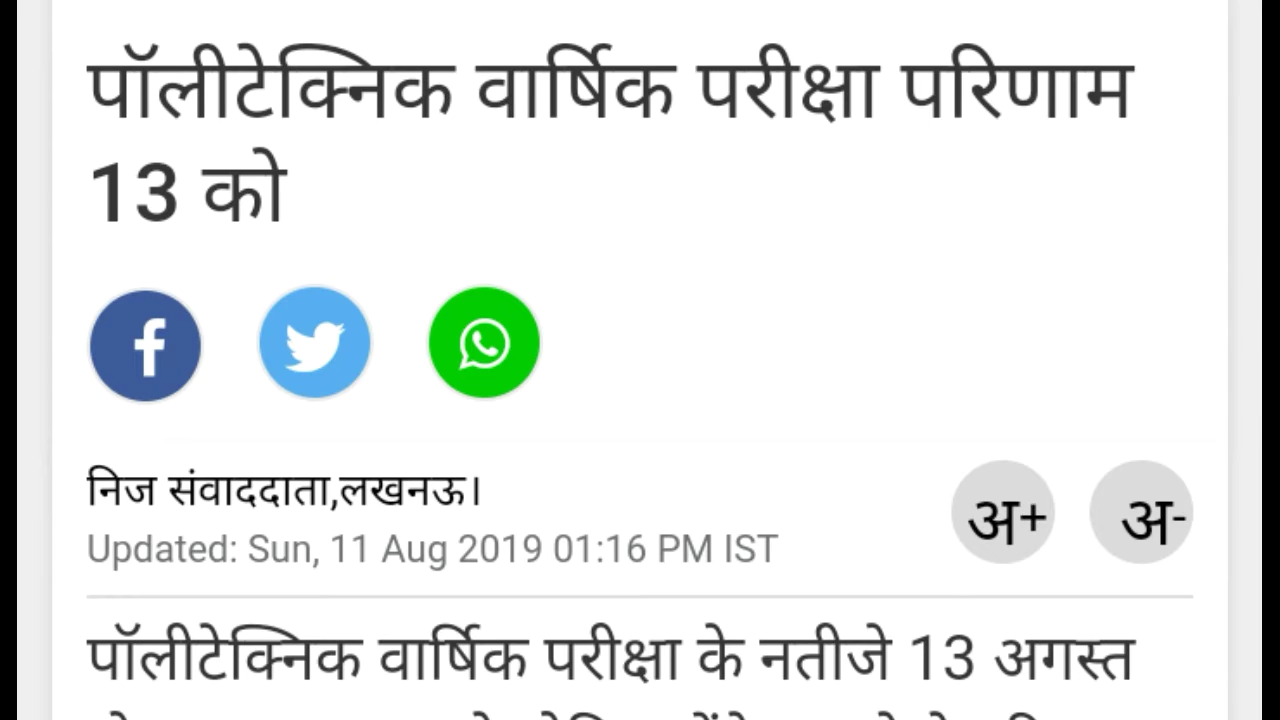 पॉलीटेक्निक वार्षिक परीक्षा परिणाम
13 को
निज संवाददाता,लखनऊ।
Updated: Sun, 11 Aug 2019 01:16 PM IST
अ+ अ-
पॉलीटेक्निक वार्षिक परीक्षा के नतीजे 13 अगस्त